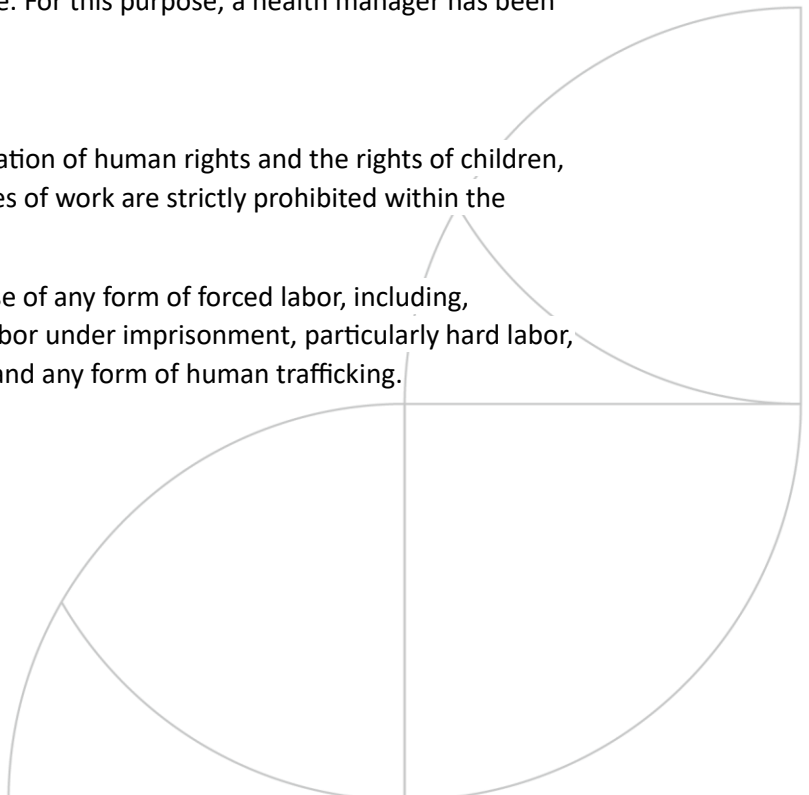 e. For this purpose, a health manager has been
ation of human rights and the rights of children,
es of work are strictly prohibited within the
se of any form of forced labor, including,
bor under imprisonment, particularly hard labor,
and any form of human trafficking.